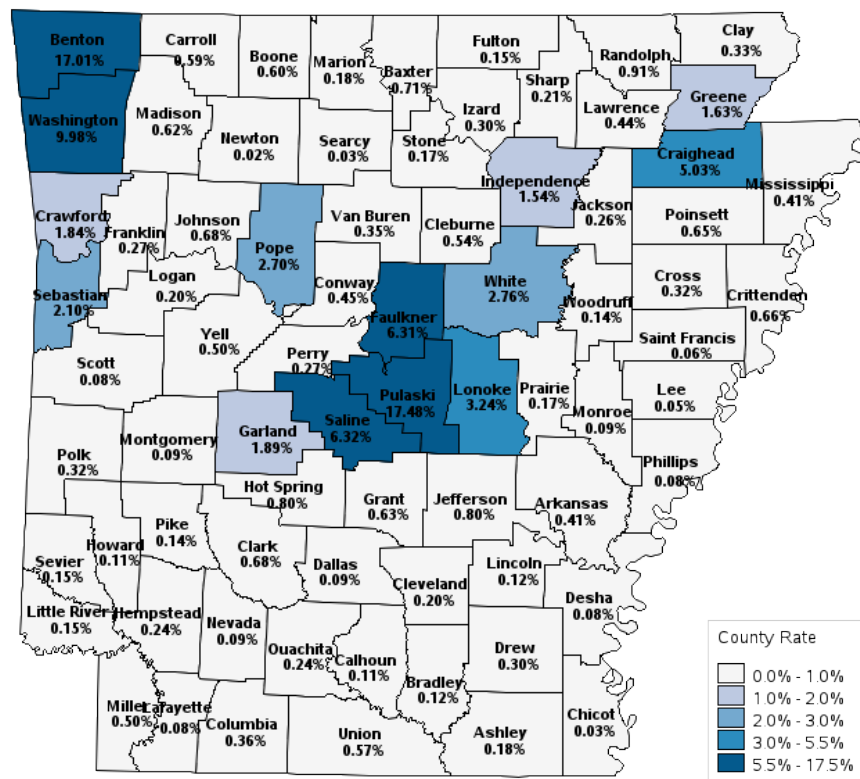 Benton
17.01%
Carroll
0.59%
Boone
0.60%
Marion
0.18%
Baxter
0.71%
Fulton
0.15%
Sharp
0.21%
Randolph
0.91%
Clay
0.33%
Greene
1.63%
Washington
9.98%
Madison
0.62%
Newton
0.02%
Searcy
0.03%
Stone
0.17%
Izard
0.30%
Lawrence
0.44%
Independence
1.54%
Craighead
5.03%
Mississippi
0.41%
Crawford
1.84%
Franklin
0.27%
Johnson
0.68%
Pope
2.70%
Van Buren
0.35%
Cleburne
0.54%
Jackson
0.26%
Poinsett
0.65%
Sebastian
2.10%
Logan
0.20%
Conway
0.45%
Faulkner
6.31%
White
2.76%
Woodruff
0.14%
Cross
0.32%
Crittenden
0.66%
Scott
0.08%
Yell
0.50%
Perry
0.27%
Saint Francis
0.06%
Pulaski
17.48%
Lonoke
3.24%
Prairie
0.17%
Monroe
0.09%
Lee
0.05%
Polk
0.32%
Montgomery
0.09%
Garland
1.89%
Saline
6.32%
Phillips
0.08%
Hot Spring
0.80%
Grant
0.63%
Jefferson
0.80%
Arkansas
0.41%
Sevier
0.15%
Howard
0.11%
Pike
0.14%
Clark
0.68%
Dallas
0.09%
Cleveland
0.20%
Lincoln
0.12%
Desha
0.08%
Little River
0.15%
Hempstead
0.24%
Nevada
0.09%
Ouachita
0.24%
Calhoun
0.11%
Bradley
0.12%
Drew
0.30%
Miller
0.50%
Lafayette
0.08%
Columbia
0.36%
Union
0.57%
Ashley
0.18%
Chicot
0.03%
County Rate
0.0% - 1.0%
1.0% - 2.0%
2.0% - 3.0%
3.0% - 5.5%
5.5% - 17.5%